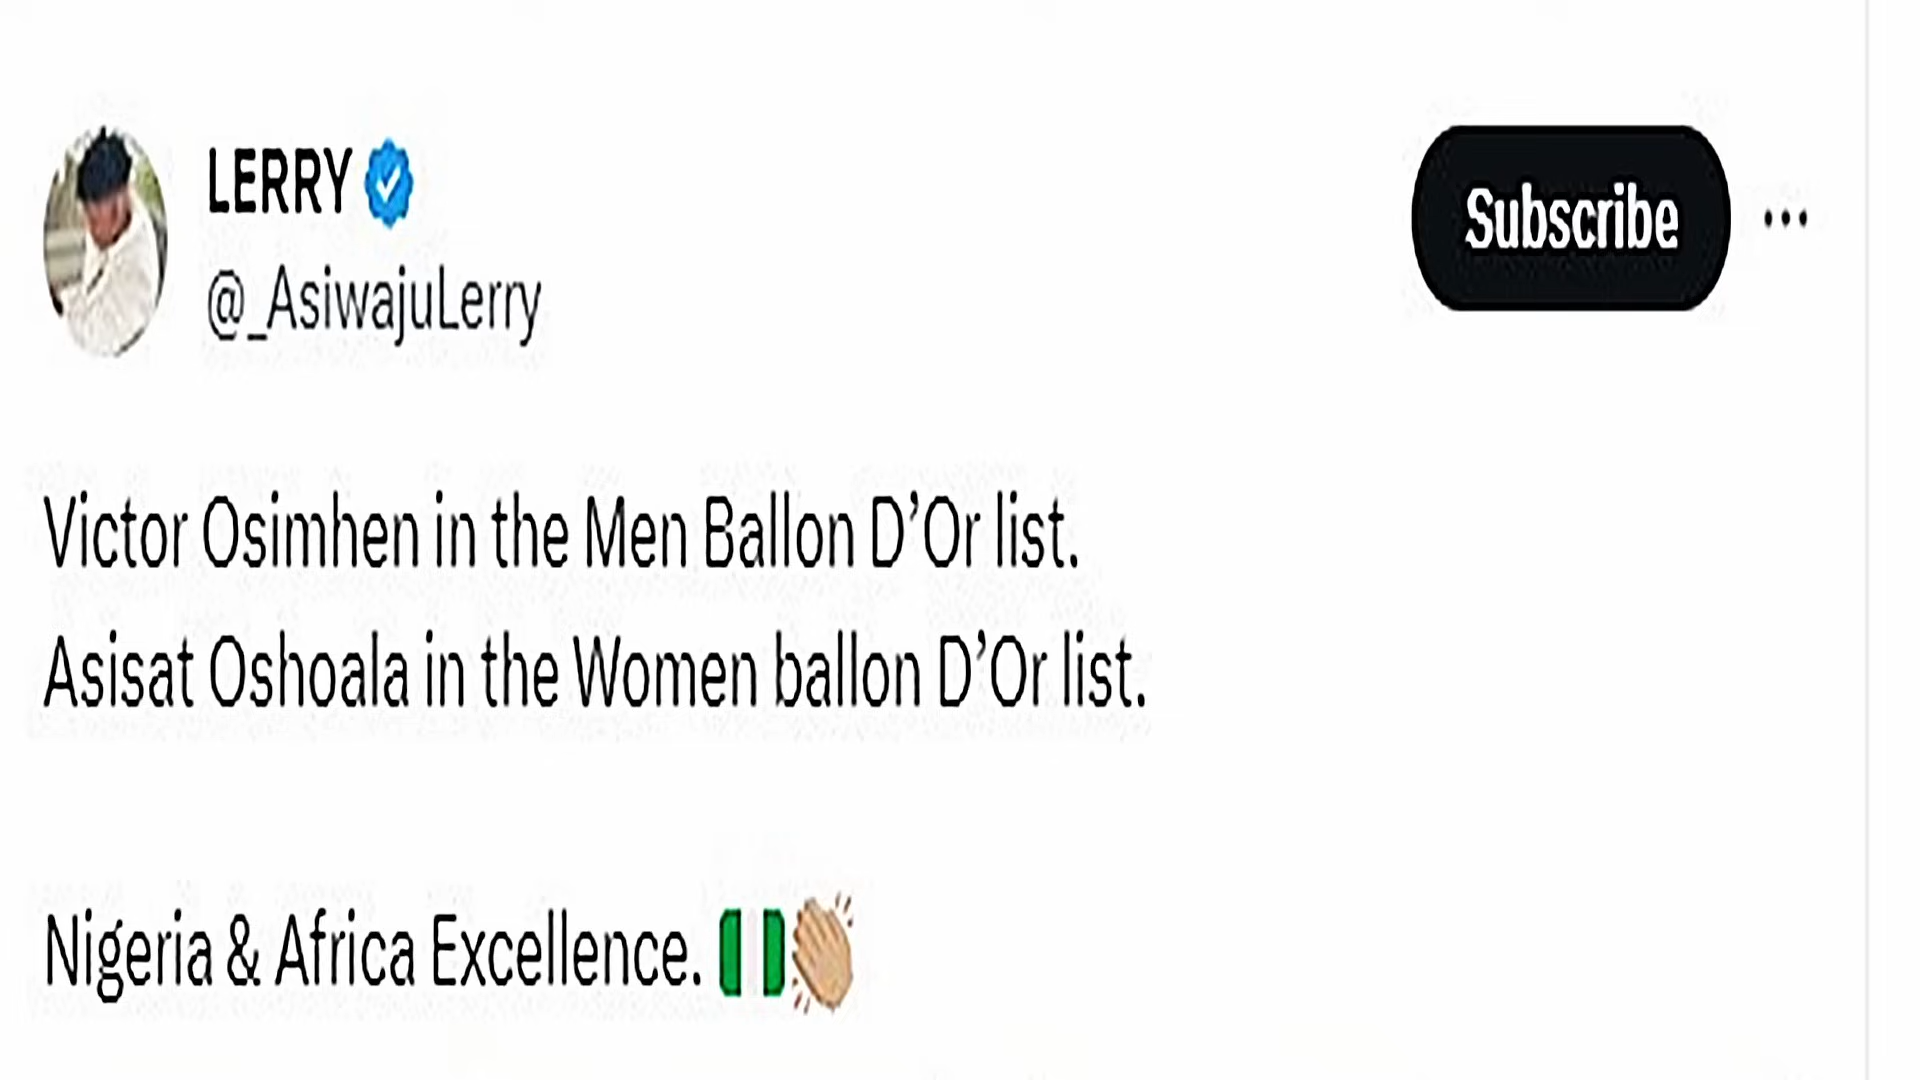 LERRY
@_AsiwajuLerry
Subscribe
Victor Osimhen in the Men Ballon D’Or list.
Asisat Oshoala in the Women ballon D’Or list.
Nigeria & Africa Excellence. 🇳🇬👏🏼